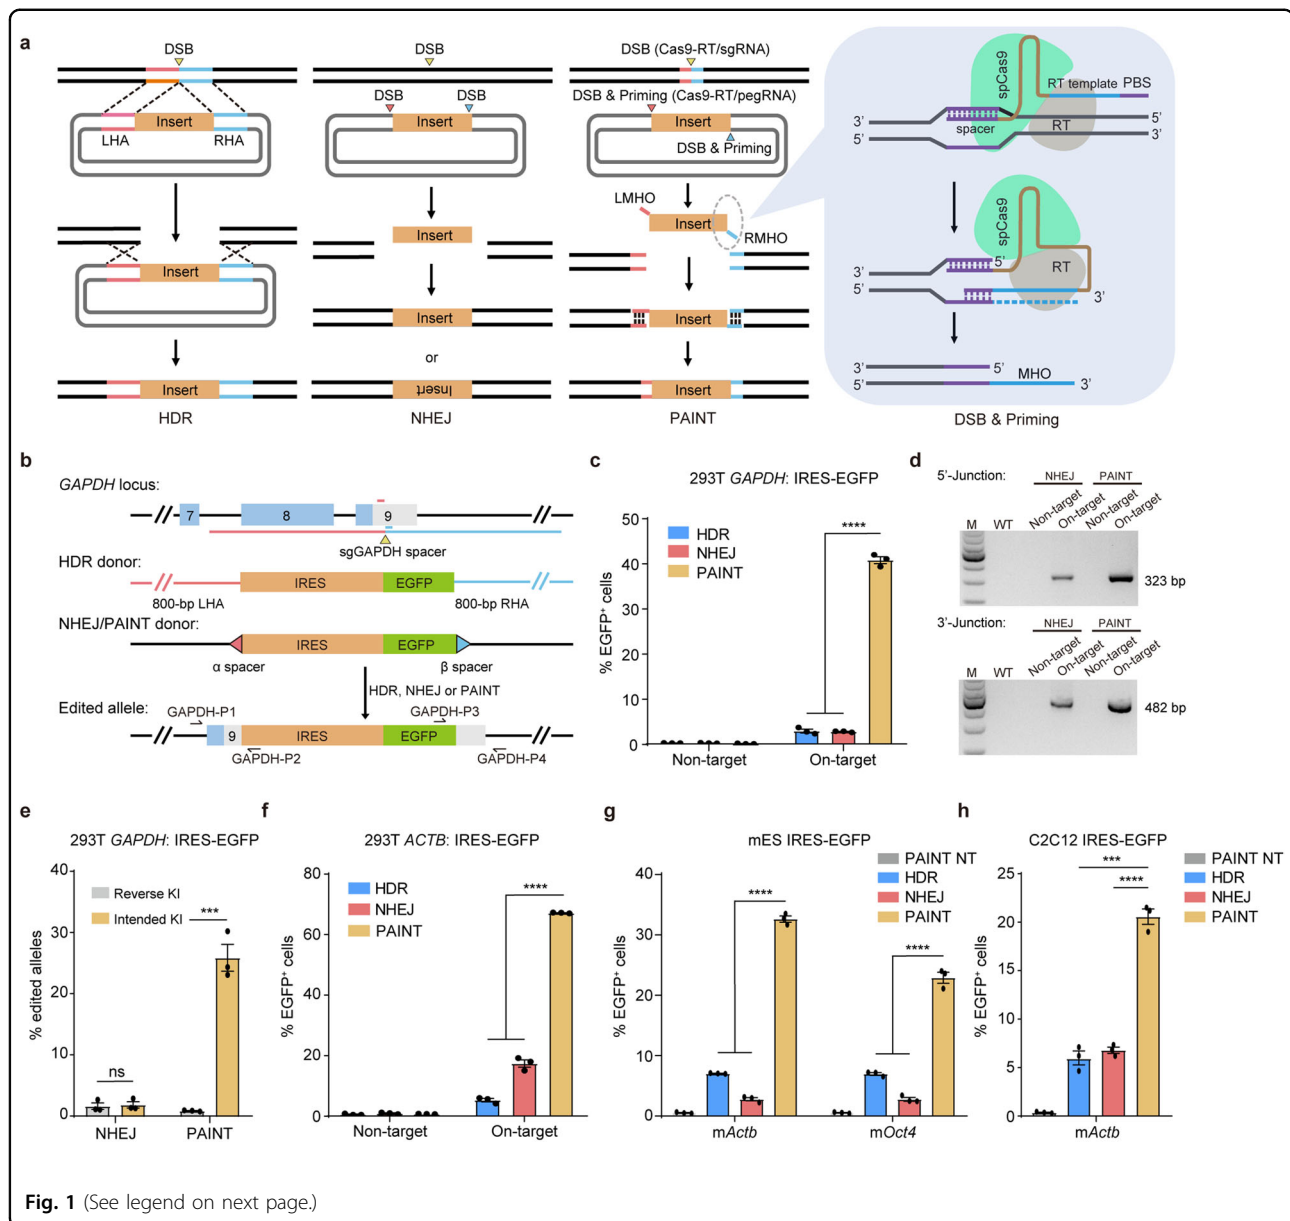 a
DSB
Insert
LHA
RHA
Insert
Insert
HDR
DSB
DSB
DSB
Insert
Insert
Insert
or
Insert
NHEJ
DSB (Cas9-RT/sgRNA)
DSB & Priming (Cas9-RT/pegRNA)
Insert
DSB & Priming
LMHO
Insert
RMHO
Insert
Insert
PAINT
spCas9
RT template PBS
3’
spacer
RT
5’
5’
3’
spCas9
5’
RT
3’
5’
3’
3’
5’
5’
MHO
3’
DSB & Priming
b
GAPDH locus:
7
8
9
sgGAPDH spacer
HDR donor:
IRES
EGFP
800-bp LHA
800-bp RHA
NHEJ/PAINT donor:
IRES
EGFP
α spacer
β spacer
HDR, NHEJ or PAINT
Edited allele:
GAPDH-P1
GAPDH-P3
9
IRES
EGFP
GAPDH-P2
GAPDH-P4
c
293T GAPDH: IRES-EGFP
% EGFP+ cells
50
40
30
20
10
0
HDR
NHEJ
PAINT
****
Non-target
On-target
d
5’-Junction:
NHEJ
PAINT
M
WT
Non-target
On-target
Non-target
On-target
323 bp
3’-Junction:
NHEJ
PAINT
M
WT
Non-target
On-target
Non-target
On-target
482 bp
e
293T GAPDH: IRES-EGFP
% edited alleles
40
30
20
10
0
Reverse KI
Intended KI
ns
***
NHEJ
PAINT
f
293T ACTB: IRES-EGFP
% EGFP+ cells
80
60
40
20
0
HDR
NHEJ
PAINT
****
Non-target
On-target
g
mES IRES-EGFP
% EGFP+ cells
40
30
20
10
0
PAINT NT
HDR
NHEJ
PAINT
****
****
mActb
mOct4
h
C2C12 IRES-EGFP
% EGFP+ cells
25
20
15
10
5
0
PAINT NT
HDR
NHEJ
PAINT
***
****
mActb
Fig. 1 (See legend on next page.)